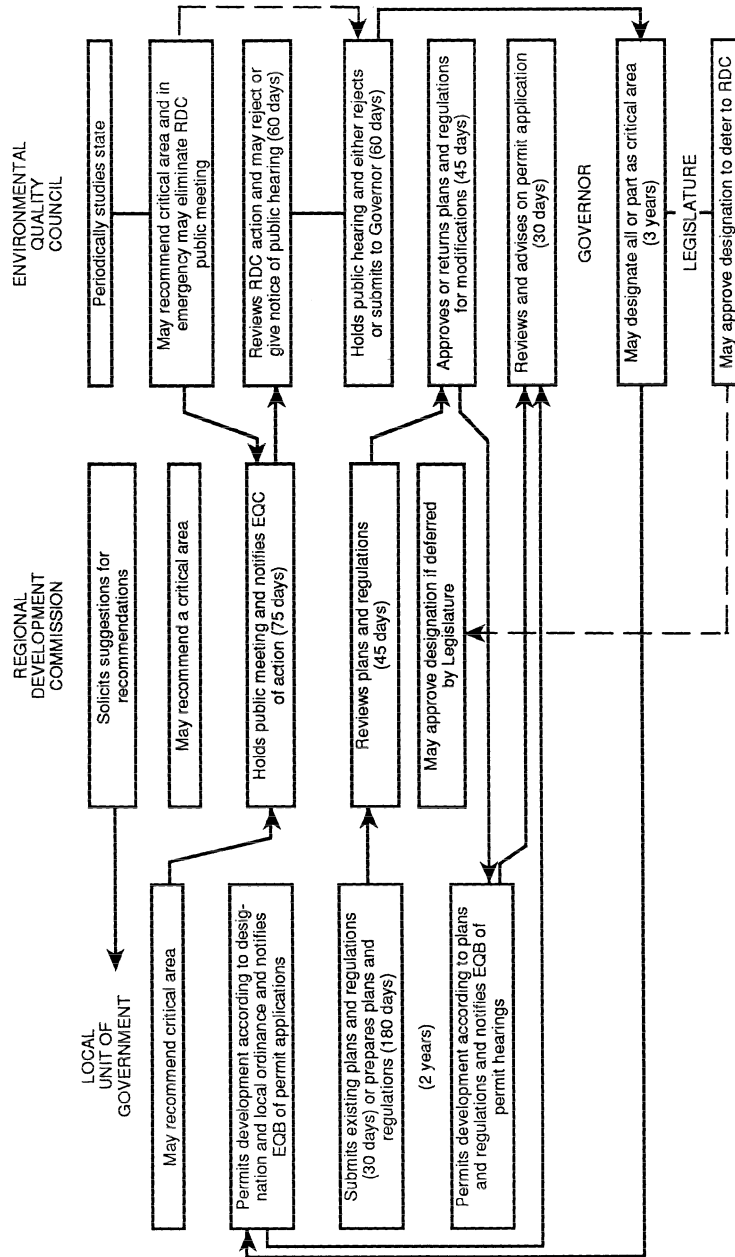 LOCAL
UNIT OF
GOVERNMENT
May recommend critical area
Permits development according to desig-
nation and local ordinance and notifies
EQB of permit applications
Submits existing plans and regulations
(30 days) or prepares plans and
regulations (180 days)
(2 years)
Permits development according to plans
and regulations and notifies EQB of
permit hearings
REGIONAL
DEVELOPMENT
COMMISSION
Solicits suggestions for
recommendations
May recommend a critical area
Holds public meeting and notifies EQC
of action (75 days)
Reviews plans and regulations
(45 days)
May approve designation if deferred
by Legislature
ENVIRONMENTAL
QUALITY
COUNCIL
Periodically studies state
May recommend critical area and in
emergency may eliminate RDC
public meeting
Reviews RDC action and may reject or
give notice of public hearing (60 days)
Holds public hearing and either rejects
or submits to Governor (60 days)
Approves or returns plans and regulations
for modifications (45 days)
Reviews and advises on permit application
(30 days)
GOVERNOR
May designate all or part as critical area
(3 years)
LEGISLATURE
May approve designation to deter to RDC